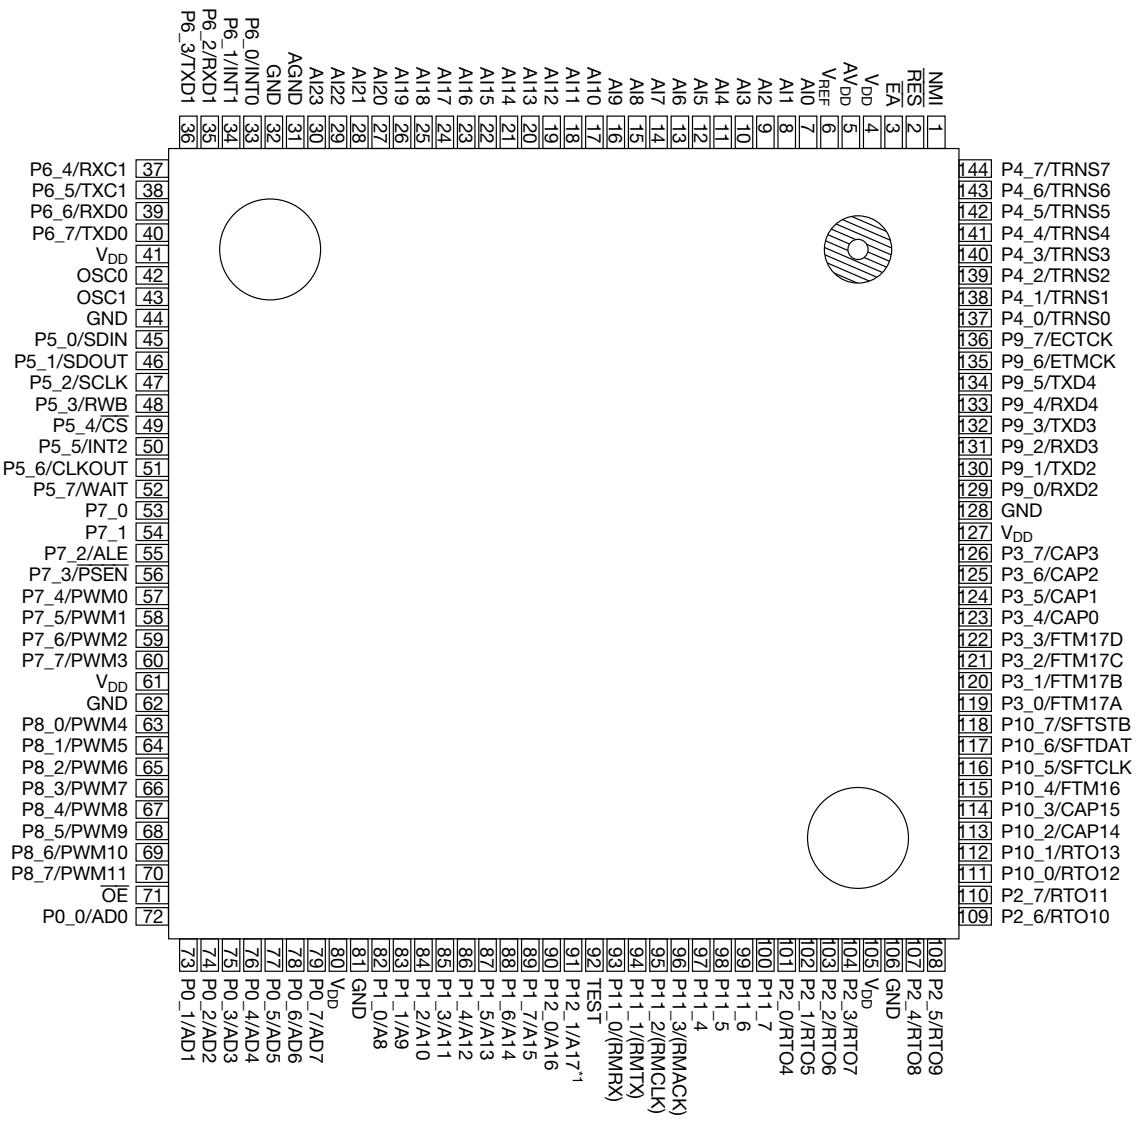 P6_3/TXD1
P6_2/RXD1
P6_1/INT1
P6_0/INT0
GND
AGND
AI23
AI22
AI21
AI20
AI19
AI18
AI17
AI16
AI15
AI14
AI13
AI12
AI11
AI10
AI9
AI8
AI7
AI6
AI5
AI4
AI3
AI2
AI1
AI0
VREF
AVDD
VDD
EA
RES
NMI
36 35 34 33 32 31 30 29 28 27 26 25 24 23 22 21 20 19 18 17 16 15 14 13 12 11 10 9 8 7 6 5 4 3 2 1
P6_4/RXC1 37
P6_5/TXC1 38
P6_6/RXD0 39
P6_7/TXD0 40
VDD 41
OSC0 42
OSC1 43
GND 44
P5_0/SDIN 45
P5_1/SDOUT 46
P5_2/SCLK 47
P5_3/RWB 48
P5_4/CS 49
P5_5/INT2 50
P5_6/CLKOUT 51
P5_7/WAIT 52
P7_0 53
P7_1 54
P7_2/ALE 55
P7_3/PSEN 56
P7_4/PWM0 57
P7_5/PWM1 58
P7_6/PWM2 59
P7_7/PWM3 60
VDD 61
GND 62
P8_0/PWM4 63
P8_1/PWM5 64
P8_2/PWM6 65
P8_3/PWM7 66
P8_4/PWM8 67
P8_5/PWM9 68
P8_6/PWM10 69
P8_7/PWM11 70
OE 71
P0_0/AD0 72
144 P4_7/TRNS7
143 P4_6/TRNS6
142 P4_5/TRNS5
141 P4_4/TRNS4
140 P4_3/TRNS3
139 P4_2/TRNS2
138 P4_1/TRNS1
137 P4_0/TRNS0
136 P9_7/ECTCK
135 P9_6/ETMCK
134 P9_5/TXD4
133 P9_4/RXD4
132 P9_3/TXD3
131 P9_2/RXD3
130 P9_1/TXD2
129 P9_0/RXD2
128 GND
127 VDD
126 P3_7/CAP3
125 P3_6/CAP2
124 P3_5/CAP1
123 P3_4/CAP0
122 P3_3/FTM17D
121 P3_2/FTM17C
120 P3_1/FTM17B
119 P3_0/FTM17A
118 P10_7/SFTSTB
117 P10_6/SFTDAT
116 P10_5/SFTCLK
115 P10_4/FTM16
114 P10_3/CAP15
113 P10_2/CAP14
112 P10_1/RTO13
111 P10_0/RTO12
110 P2_7/RTO11
109 P2_6/RTO10
73 P0_1/AD1
74 P0_2/AD2
75 P0_3/AD3
76 P0_4/AD4
77 P0_5/AD5
78 P0_6/AD6
79 P0_7/AD7
80 VDD
81 GND
82 P1_0/A8
83 P1_1/A9
84 P1_2/A10
85 P1_3/A11
86 P1_4/A12
87 P1_5/A13
88 P1_6/A14
89 P1_7/A15
90 P12_0/A16
91 P12_1/A17*1
92 TEST
93 P11_0/(RMRX)
94 P11_1/(RMTX)
95 P11_2/(RMCLK)
96 P11_3/(RMACK)
97 P11_4
98 P11_5
99 P11_6
100 P11_7
101 P2_0/RTO4
102 P2_1/RTO5
103 P2_2/RTO6
104 P2_3/RTO7
105 VDD
106 GND
107 P2_4/RTO8
108 P2_5/RTO9